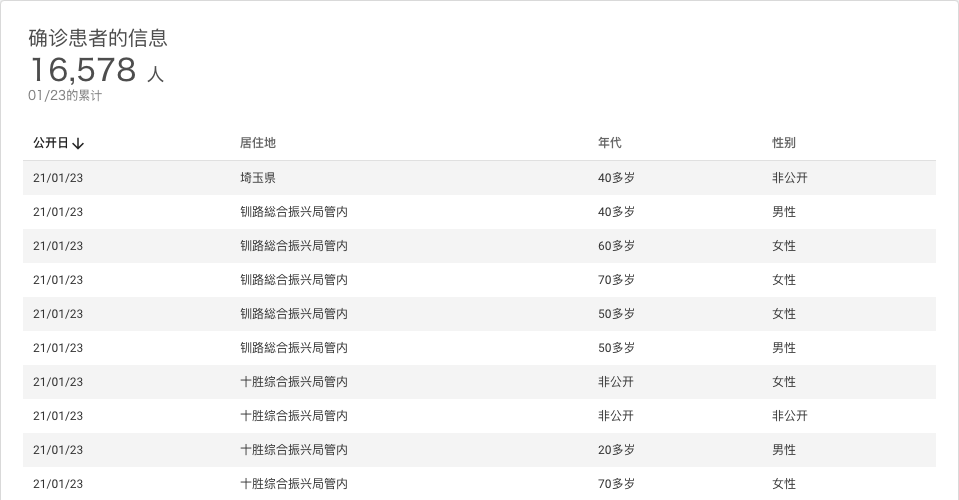 确诊患者的信息
16,578 人
01/23的累计
公开日↓ 居住地 年代 性别
21/01/23 埼玉県 40多岁 非公开
21/01/23 钏路総合振兴局管内 40多岁 男性
21/01/23 钏路総合振兴局管内 60多岁 女性
21/01/23 钏路総合振兴局管内 70多岁 女性
21/01/23 钏路総合振兴局管内 50多岁 女性
21/01/23 钏路総合振兴局管内 50多岁 男性
21/01/23 十胜综合振兴局管内 非公开 女性
21/01/23 十胜综合振兴局管内 非公开 非公开
21/01/23 十胜综合振兴局管内 20多岁 男性
21/01/23 十胜综合振兴局管内 70多岁 女性